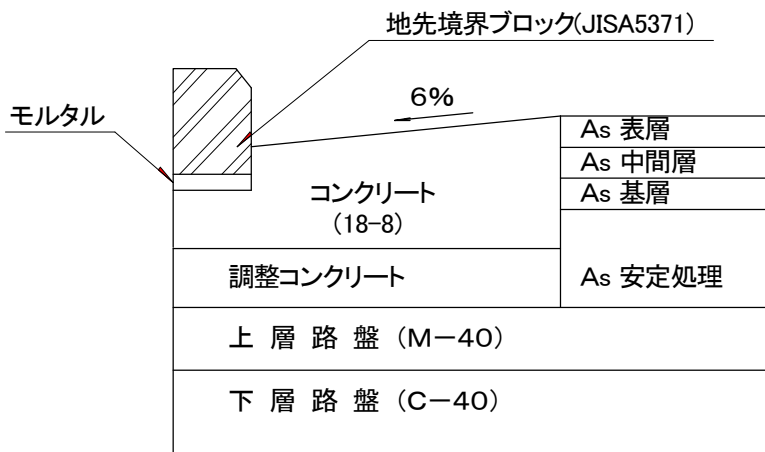 地先境界ブロック(JISA5371)
モルタル
6%
As 表層
As 中間層
As 基層
コンクリート
(18-8)
調整コンクリート
As 安定処理
上 層 路 盤 (M－40)
下 層 路 盤 (C－40)